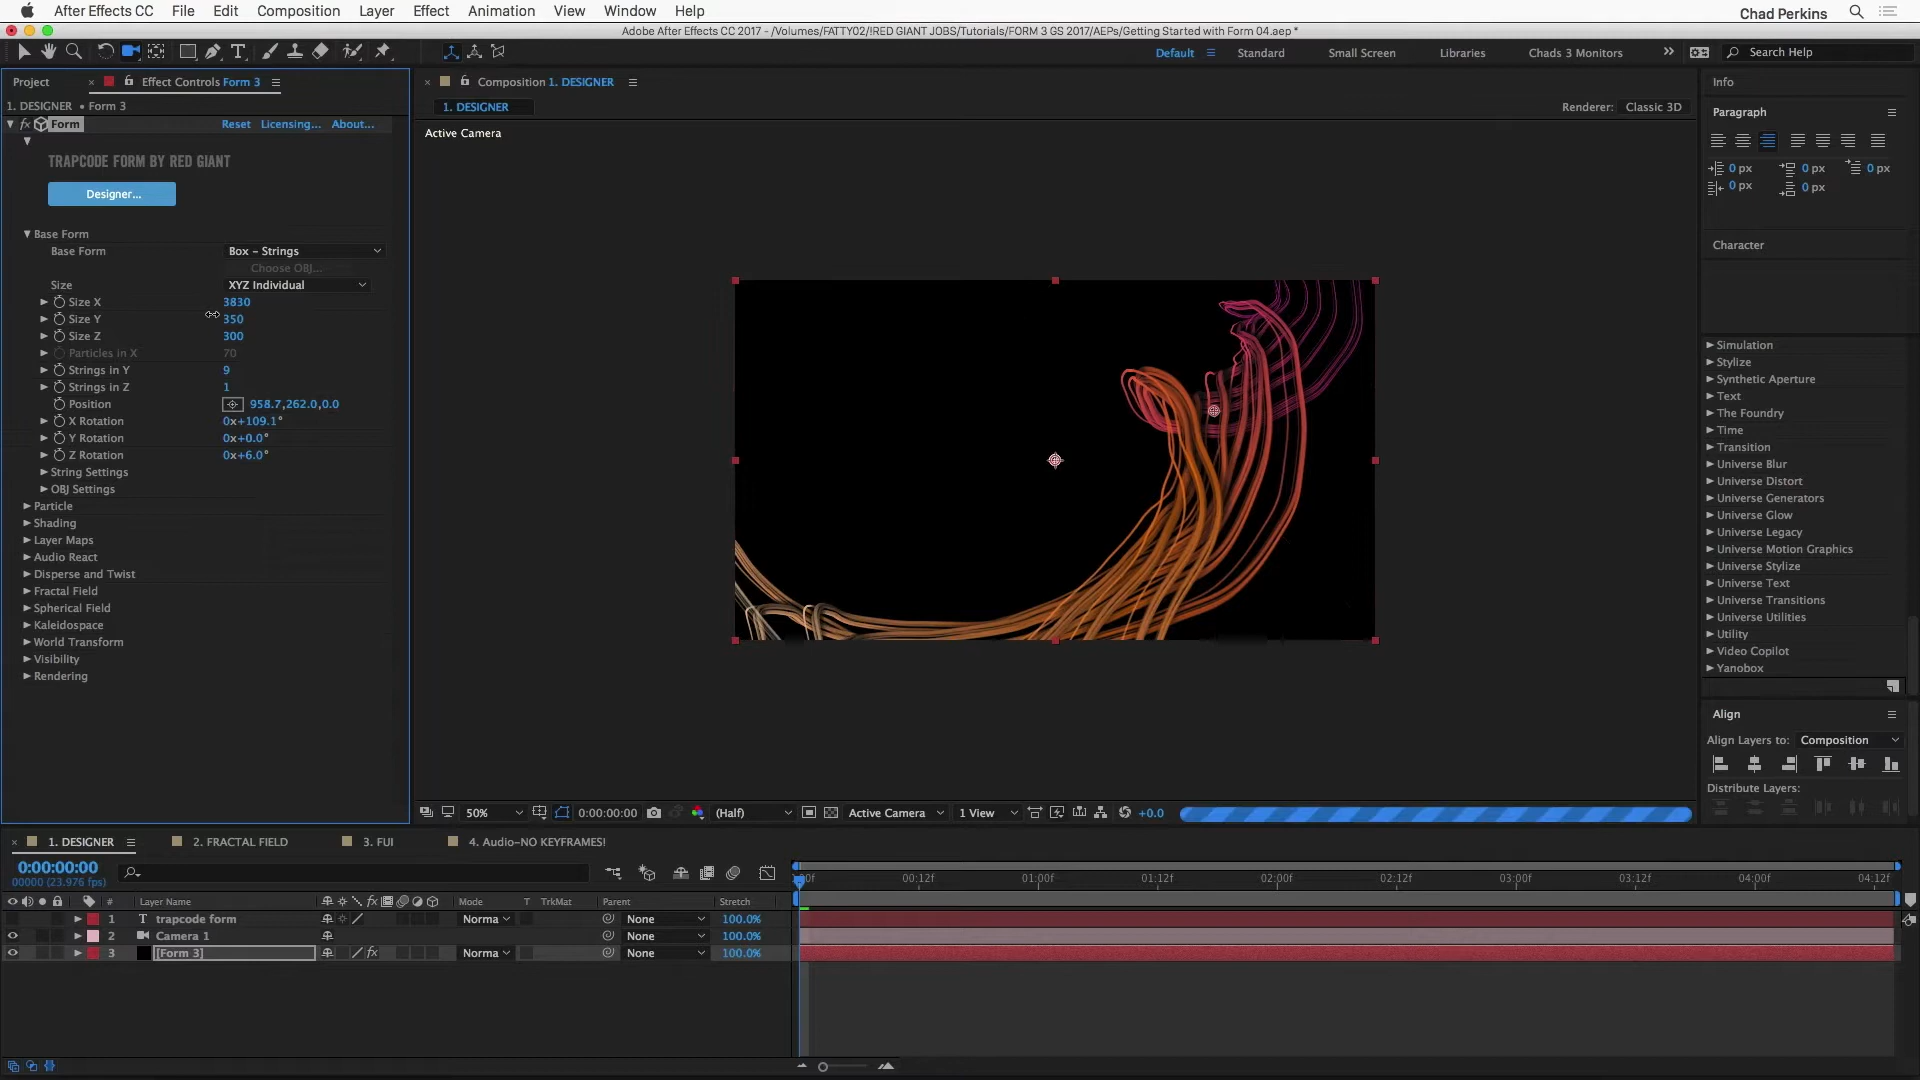 After Effects CC File Edit Composition Layer Effect Animation View Window Help Chad Perkins
Adobe After Effects CC 2017 - /Volumes/FATTY02/!RED GIANT JOBS/Tutorials/FORM 3 GS 2017/AEPs/Getting Started with Form 04.aep *
Default Standard Small Screen Libraries Chads 3 Monitors Search Help
Project Effect Controls Form 3
1. DESIGNER • Form 3
fx Form Reset Licensing... About...
TRAPCODE FORM BY RED GIANT
Designer...
Base Form
Base Form Box - Strings
Choose OBJ...
Size XYZ Individual
Size X 3830
Size Y 350
Size Z 300
Particles in X 70
Strings in Y 9
Strings in Z 1
Position 958.7,262.0,0.0
X Rotation 0x+109.1°
Y Rotation 0x+0.0°
Z Rotation 0x+6.0°
String Settings
OBJ Settings
Particle
Shading
Layer Maps
Audio React
Disperse and Twist
Fractal Field
Spherical Field
Kaleidospace
World Transform
Visibility
Rendering
Composition 1. DESIGNER
1. DESIGNER Renderer: Classic 3D
Active Camera
50% 0:00:00:00 (Half) Active Camera 1 View +0.0
Info
Paragraph
0 px 0 px 0 px
0 px 0 px
Character
Simulation
Stylize
Synthetic Aperture
Text
The Foundry
Time
Transition
Universe Blur
Universe Distort
Universe Generators
Universe Glow
Universe Legacy
Universe Motion Graphics
Universe Stylize
Universe Text
Universe Transitions
Universe Utilities
Utility
Video Copilot
Yanobox
Align
Align Layers to: Composition
Distribute Layers:
1. DESIGNER 2. FRACTAL FIELD 3. FUI 4. Audio-NO KEYFRAMES!
0:00:00:00
00000 (23.976 fps)
00:12f 01:00f 01:12f 02:00f 02:12f 03:00f 03:12f 04:00f 04:12f
# Layer Name fx Mode T TrkMat Parent Stretch
1 T trapcode form Norma None 100.0%
2 Camera 1 None 100.0%
3 [Form 3] fx Norma None 100.0%